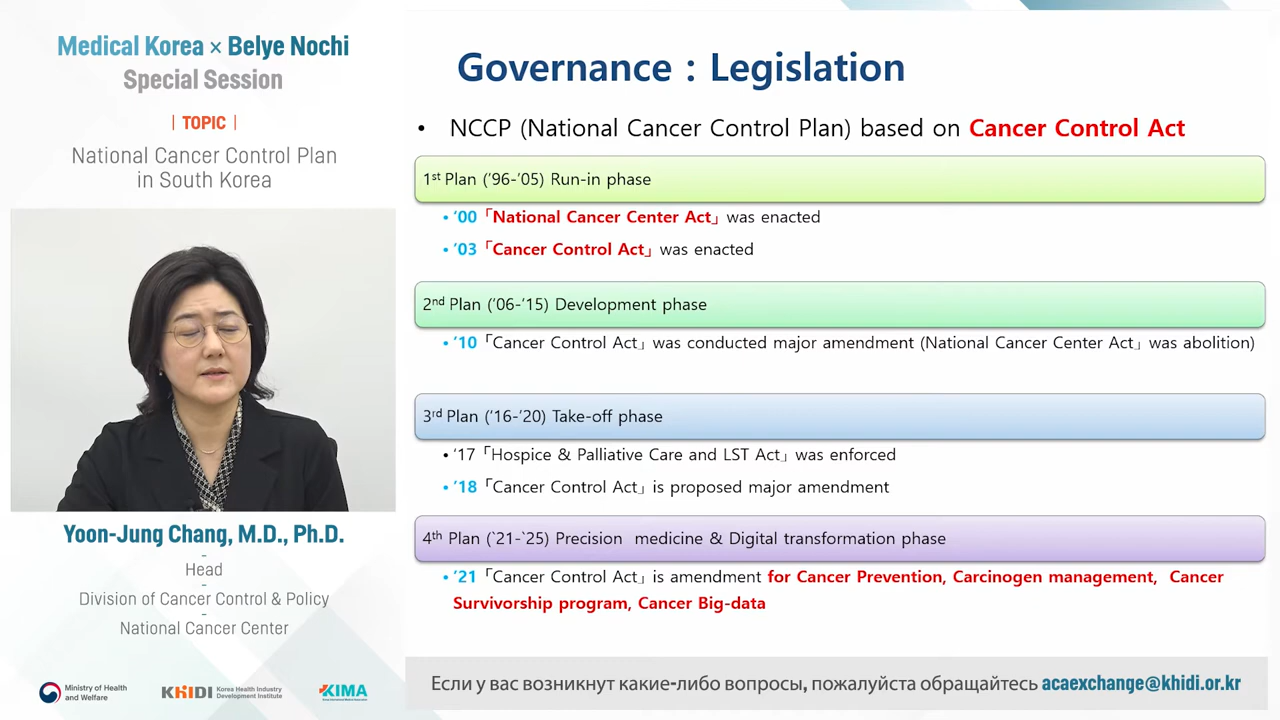 Medical Korea × Belye Nochi
Special Session
| TOPIC |
National Cancer Control Plan
in South Korea
Yoon-Jung Chang, M.D., Ph.D.
-
Head
-
Division of Cancer Control & Policy
-
National Cancer Center
Ministry of Health
and Welfare
KHIDI Korea Health Industry
Development Institute
KIMA
Governance : Legislation
• NCCP (National Cancer Control Plan) based on Cancer Control Act
1st Plan (’96-’05) Run-in phase
• ’00「National Cancer Center Act」was enacted
• ’03「Cancer Control Act」was enacted
2nd Plan (’06-’15) Development phase
• ’10「Cancer Control Act」was conducted major amendment (National Cancer Center Act」was abolition)
3rd Plan (’16-’20) Take-off phase
• ’17「Hospice & Palliative Care and LST Act」was enforced
• ’18「Cancer Control Act」is proposed major amendment
4th Plan (`21-`25) Precision medicine & Digital transformation phase
• ’21「Cancer Control Act」is amendment for Cancer Prevention, Carcinogen management, Cancer
Survivorship program, Cancer Big-data
Если у вас возникнут какие-либо вопросы, пожалуйста обращайтесь acaexchange@khidi.or.kr